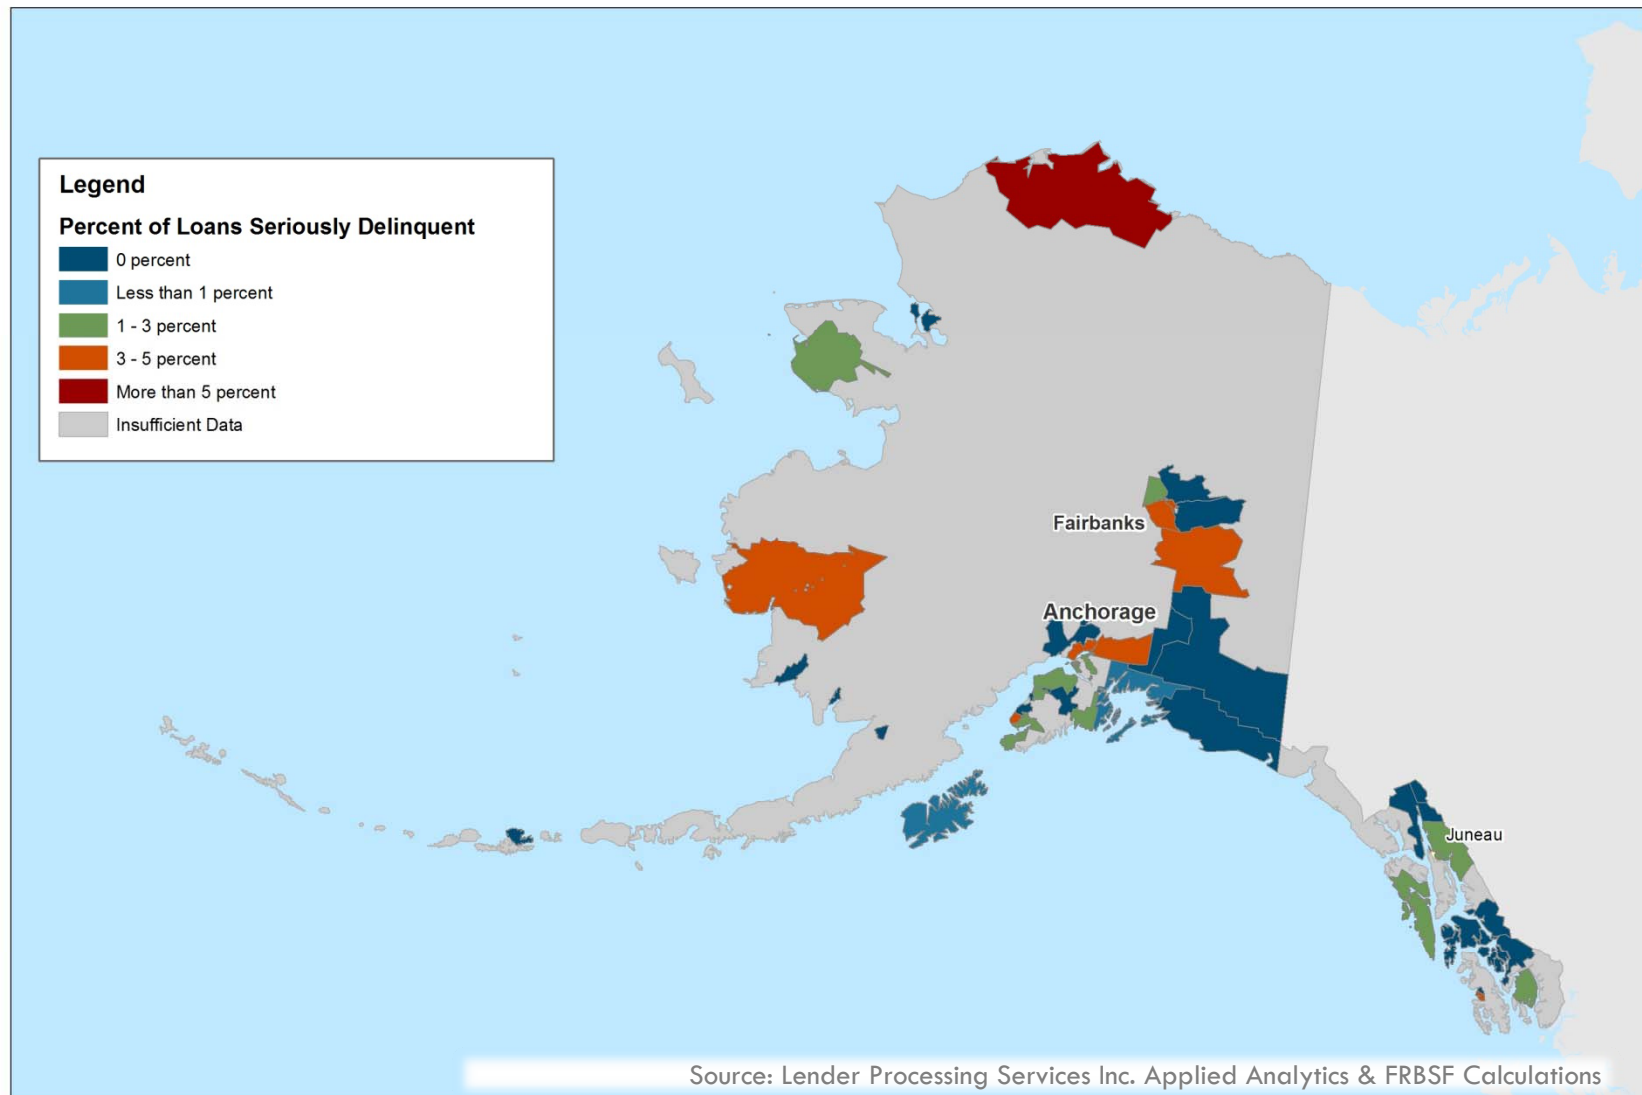 Legend
Percent of Loans Seriously Delinquent
0 percent
Less than 1 percent
1 - 3 percent
3 - 5 percent
More than 5 percent
Insufficient Data
Fairbanks
Anchorage
Juneau
Source: Lender Processing Services Inc. Applied Analytics & FRBSF Calculations